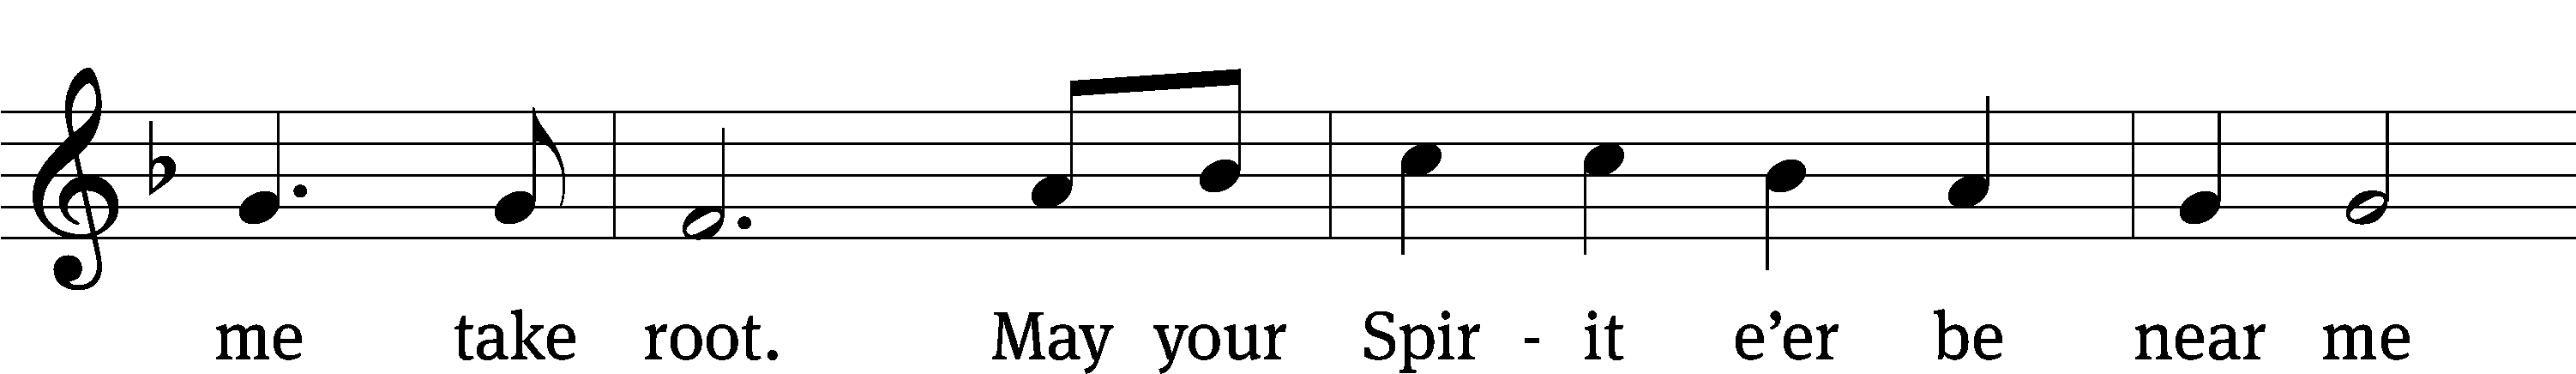 me take root. May your Spir - it e’er be near me